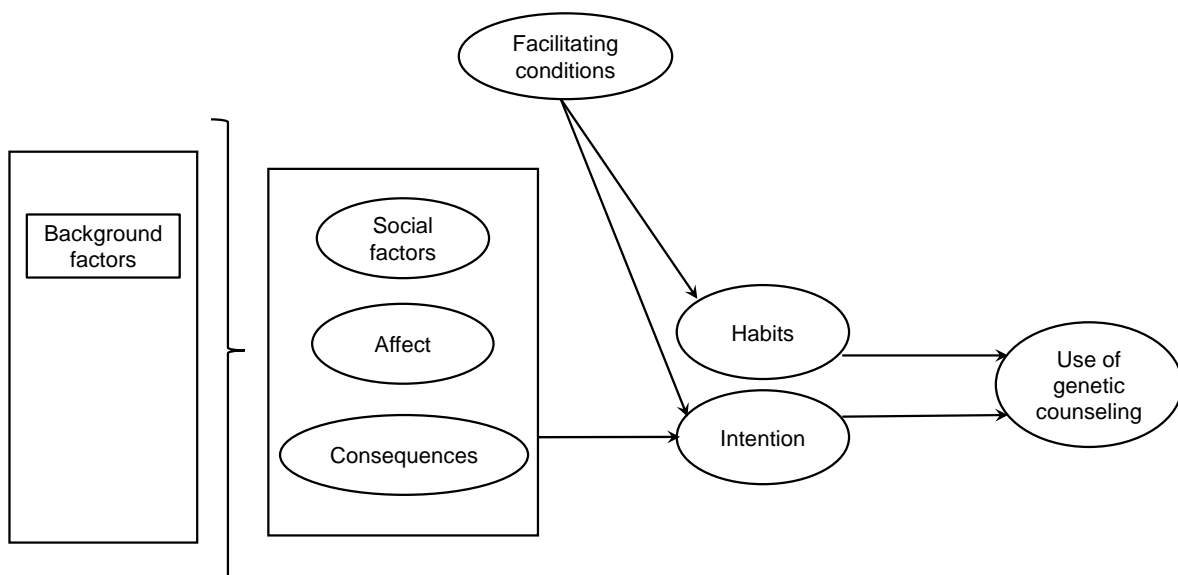 Facilitating
conditions
Background
factors
Social
factors
Affect
Consequences
Habits
Intention
Use of
genetic
counseling